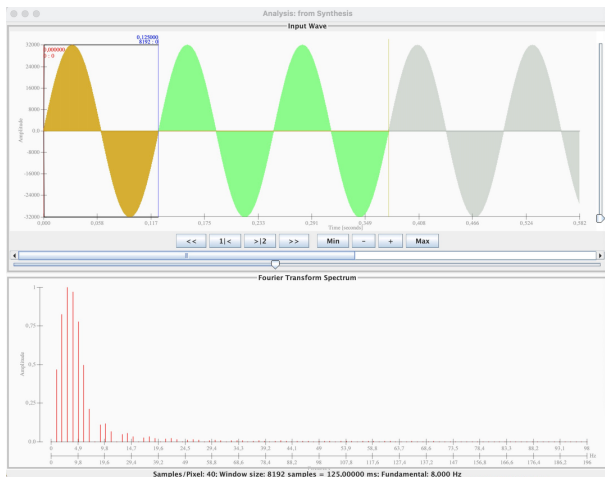 Analysis: from Synthesis
Input Wave
0,125000
8192 : 0
0,000000
0 : 0
32000
24000
16000
8000
0.0
-8000
-16000
-24000
-32000
Amplitude
0.000 0.058 0.117 0.175 0.233 0.291 0.349 0.408 0.466 0.524 0.582
Time [seconds]
<< 1|< >|2 >> Min - + Max
Fourier Transform Spectrum
1
0.75
0.5
0.25
0.0
Amplitude
0 4,9 9,8 14,7 19,6 24,5 29,4 34,3 39,2 44,1 49 53,9 58,8 63,7 68,6 73,5 78,4 83,3 88,2 93,1 98
Hz
0 9,8 19,6 29,4 39,2 49 58,8 68,6 78,4 88,2 98 107,8 117,6 127,4 137,2 147 156,8 166,6 176,4 186,2 196
Samples/Pixel: 40; Window size: 8192 samples = 125,00000 ms; Fundamental: 8,000 Hz